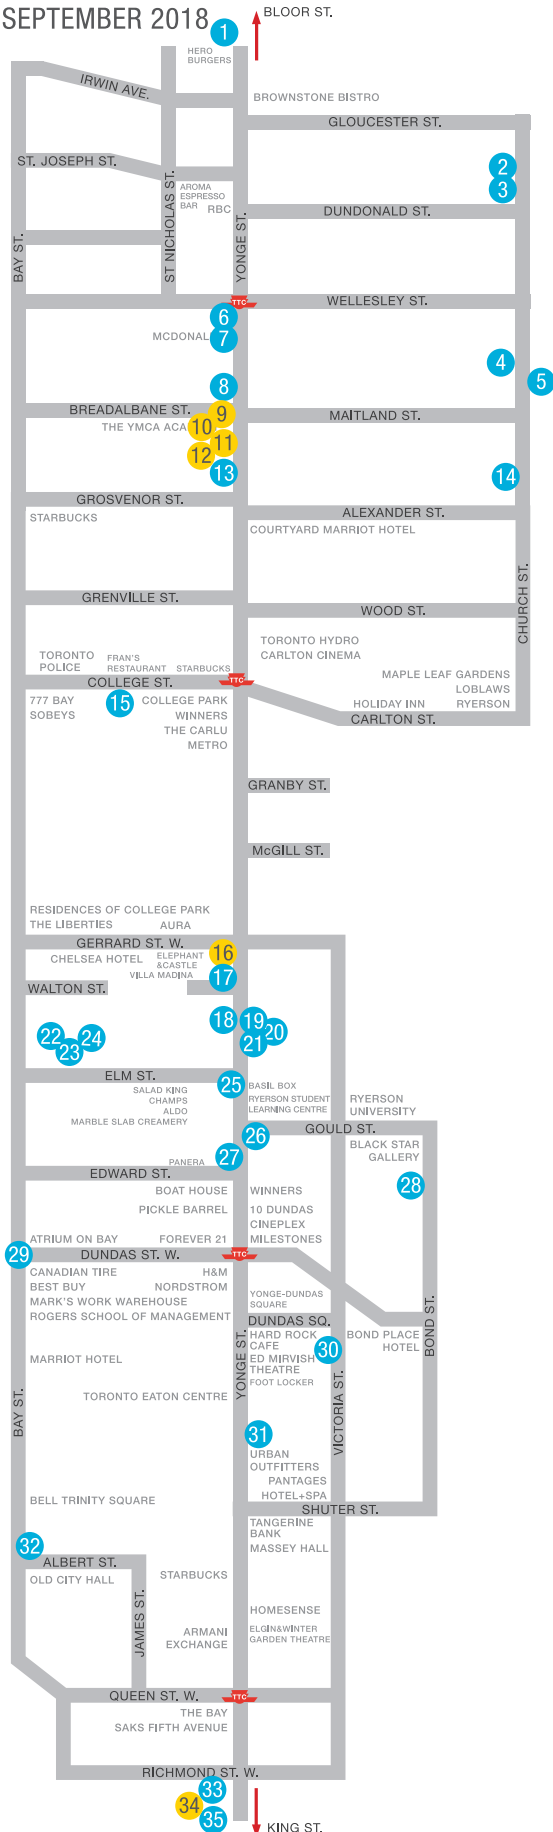 SEPTEMBER 2018
1
BLOOR ST.
HERO
BURGERS
IRWIN AVE.
BROWNSTONE BISTRO
GLOUCESTER ST.
ST. JOSEPH ST.
2
3
AROMA
ESPRESSO
BAR
RBC
DUNDONALD ST.
BAY ST.
ST NICHOLAS ST.
YONGE ST.
TTC
WELLESLEY ST.
6
MCDONAL
7
4
5
8
BREADALBANE ST.
9
MAITLAND ST.
THE YMCA ACA
10
11
12
13
14
GROSVENOR ST.
STARBUCKS
ALEXANDER ST.
COURTYARD MARRIOT HOTEL
GRENVILLE ST.
WOOD ST.
CHURCH ST.
TORONTO HYDRO
CARLTON CINEMA
TORONTO
POLICE
FRAN'S
RESTAURANT
STARBUCKS
COLLEGE ST.
TTC
MAPLE LEAF GARDENS
LOBLAWS
HOLIDAY INN
RYERSON
CARLTON ST.
777 BAY
SOBEYS
15
COLLEGE PARK
WINNERS
THE CARLU
METRO
GRANBY ST.
McGILL ST.
RESIDENCES OF COLLEGE PARK
THE LIBERTIES
AURA
GERRARD ST. W.
CHELSEA HOTEL
ELEPHANT
&CASTLE
VILLA MADINA
16
17
WALTON ST.
18
19
20
21
22
23
24
ELM ST.
25
BASIL BOX
RYERSON STUDENT
LEARNING CENTRE
RYERSON
UNIVERSITY
SALAD KING
CHAMPS
ALDO
MARBLE SLAB CREAMERY
26
GOULD ST.
BLACK STAR
GALLERY
PANERA
27
28
EDWARD ST.
BOAT HOUSE
WINNERS
PICKLE BARREL
10 DUNDAS
CINEPLEX
ATRIUM ON BAY
FOREVER 21
MILESTONES
29
DUNDAS ST. W.
TTC
CANADIAN TIRE
H&M
BEST BUY
NORDSTROM
MARK'S WORK WAREHOUSE
ROGERS SCHOOL OF MANAGEMENT
YONGE-DUNDAS
SQUARE
DUNDAS SQ.
HARD ROCK
CAFE
ED MIRVISH
THEATRE
FOOT LOCKER
30
BOND PLACE
HOTEL
BOND ST.
MARRIOT HOTEL
TORONTO EATON CENTRE
BAY ST.
YONGE ST.
VICTORIA ST.
31
URBAN
OUTFITTERS
PANTAGES
HOTEL+SPA
BELL TRINITY SQUARE
SHUTER ST.
TANGERINE
BANK
MASSEY HALL
32
ALBERT ST.
OLD CITY HALL
STARBUCKS
JAMES ST.
HOMESENSE
ARMANI
EXCHANGE
ELGIN&WINTER
GARDEN THEATRE
QUEEN ST. W.
TTC
THE BAY
SAKS FIFTH AVENUE
RICHMOND ST. W.
33
34
35
KING ST.